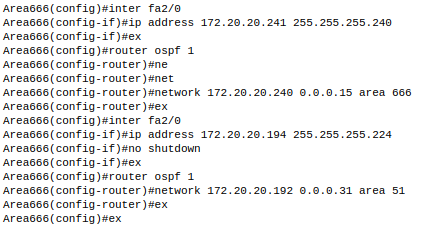 Area666(config)#inter fa2/0
Area666(config-if)#ip address 172.20.20.241 255.255.255.240
Area666(config-if)#ex
Area666(config)#router ospf 1
Area666(config-router)#ne
Area666(config-router)#net
Area666(config-router)#network 172.20.20.240 0.0.0.15 area 666
Area666(config-router)#ex
Area666(config)#inter fa2/0
Area666(config-if)#ip address 172.20.20.194 255.255.255.224
Area666(config-if)#no shutdown
Area666(config-if)#ex
Area666(config)#router ospf 1
Area666(config-router)#network 172.20.20.192 0.0.0.31 area 51
Area666(config-router)#ex
Area666(config)#ex